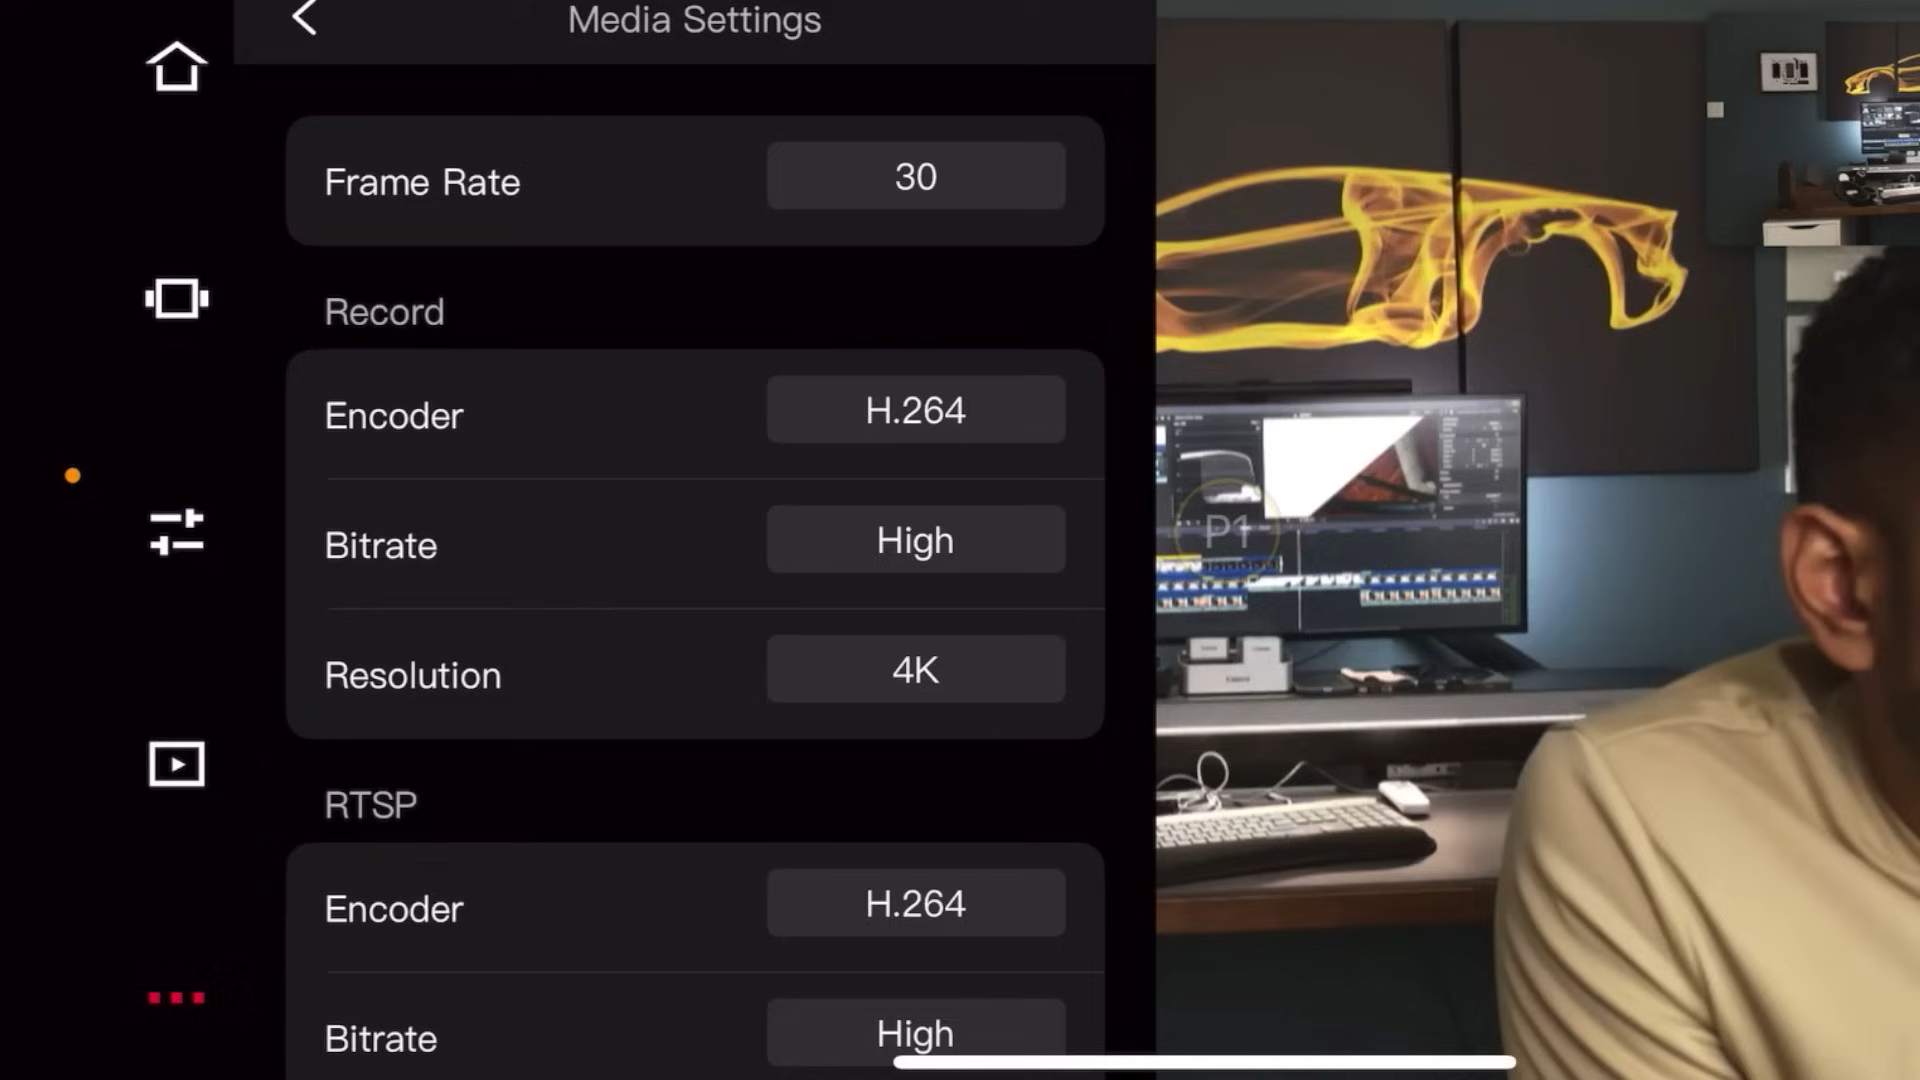 Media Settings
Frame Rate
30
Record
Encoder
H.264
Bitrate
High
Resolution
4K
RTSP
Encoder
H.264
Bitrate
High
P1